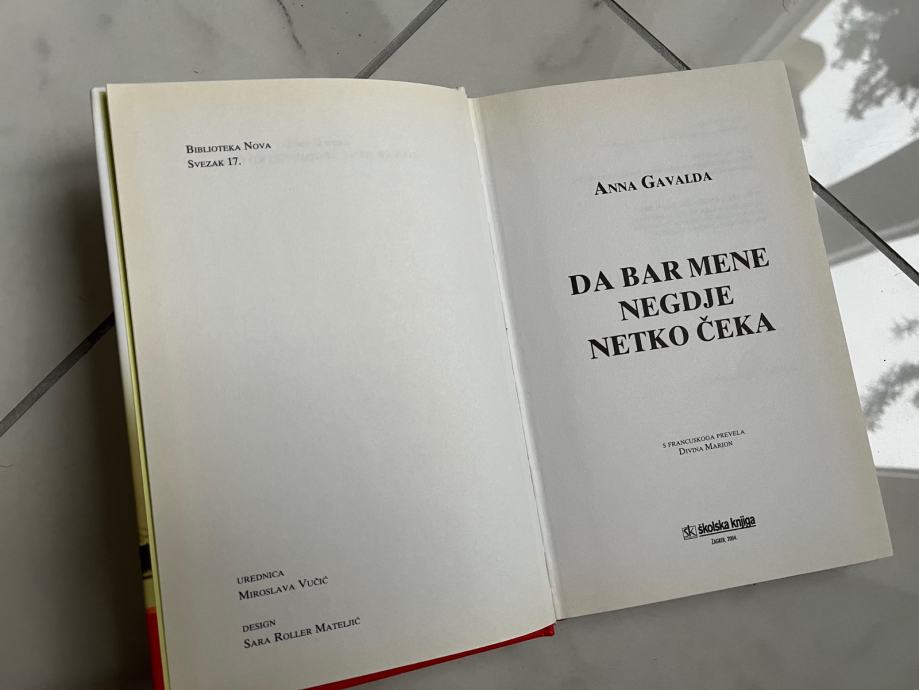 BIBLIOTEKA NOVA
SVEZAK 17.
UREDNICA
MIROSLAVA VUČIĆ
DESIGN
SARA ROLLER MATELJIĆ
ANNA GAVALDA
DA BAR MENE
NEGDJE
NETKO ČEKA
S FRANCUSKOGA PREVELA
DIVINA MARION
ŠK školska knjiga
ZAGREB, 2004.